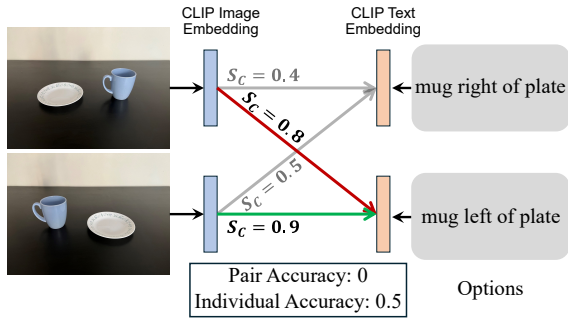 CLIP Image
Embedding
CLIP Text
Embedding
S_C = 0.4
mug right of plate
S_C = 0.8
S_C = 0.5
S_C = 0.9
mug left of plate
Pair Accuracy: 0
Individual Accuracy: 0.5
Options